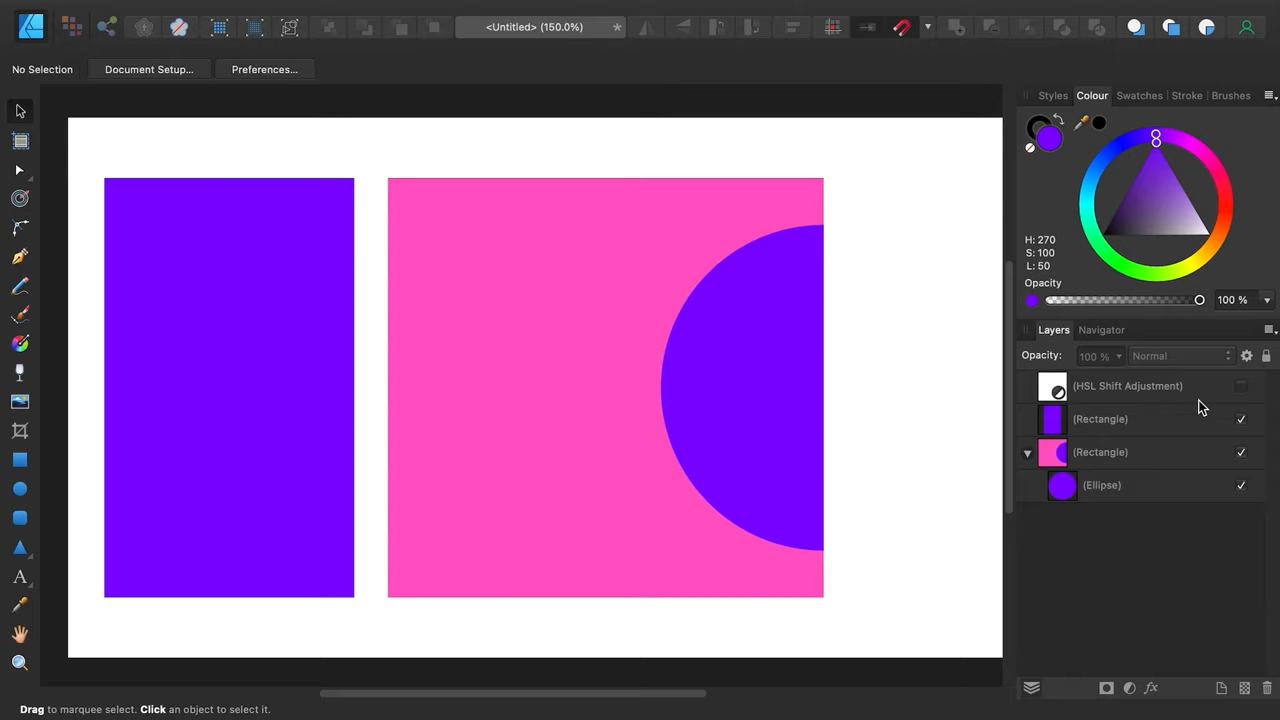 <Untitled> (150.0%) *
No Selection
Document Setup...
Preferences...
Styles
Colour
Swatches
Stroke
Brushes
H: 270
S: 100
L: 50
Opacity
100 %
Layers
Navigator
Opacity:
100 %
Normal
(HSL Shift Adjustment)
(Rectangle)
(Rectangle)
(Ellipse)
A
fx
Drag to marquee select. Click an object to select it.